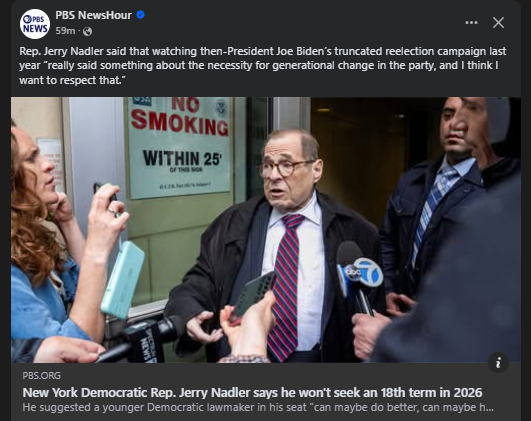 PBS NEWS
PBS NewsHour
59m ·
Rep. Jerry Nadler said that watching then-President Joe Biden's truncated reelection campaign last
year "really said something about the necessity for generational change in the party, and I think I
want to respect that."
NO
SMOKING
WITHIN 25'
OF THIS SIGN
abc 7
PBS.ORG
New York Democratic Rep. Jerry Nadler says he won't seek an 18th term in 2026
He suggested a younger Democratic lawmaker in his seat "can maybe do better, can maybe h...